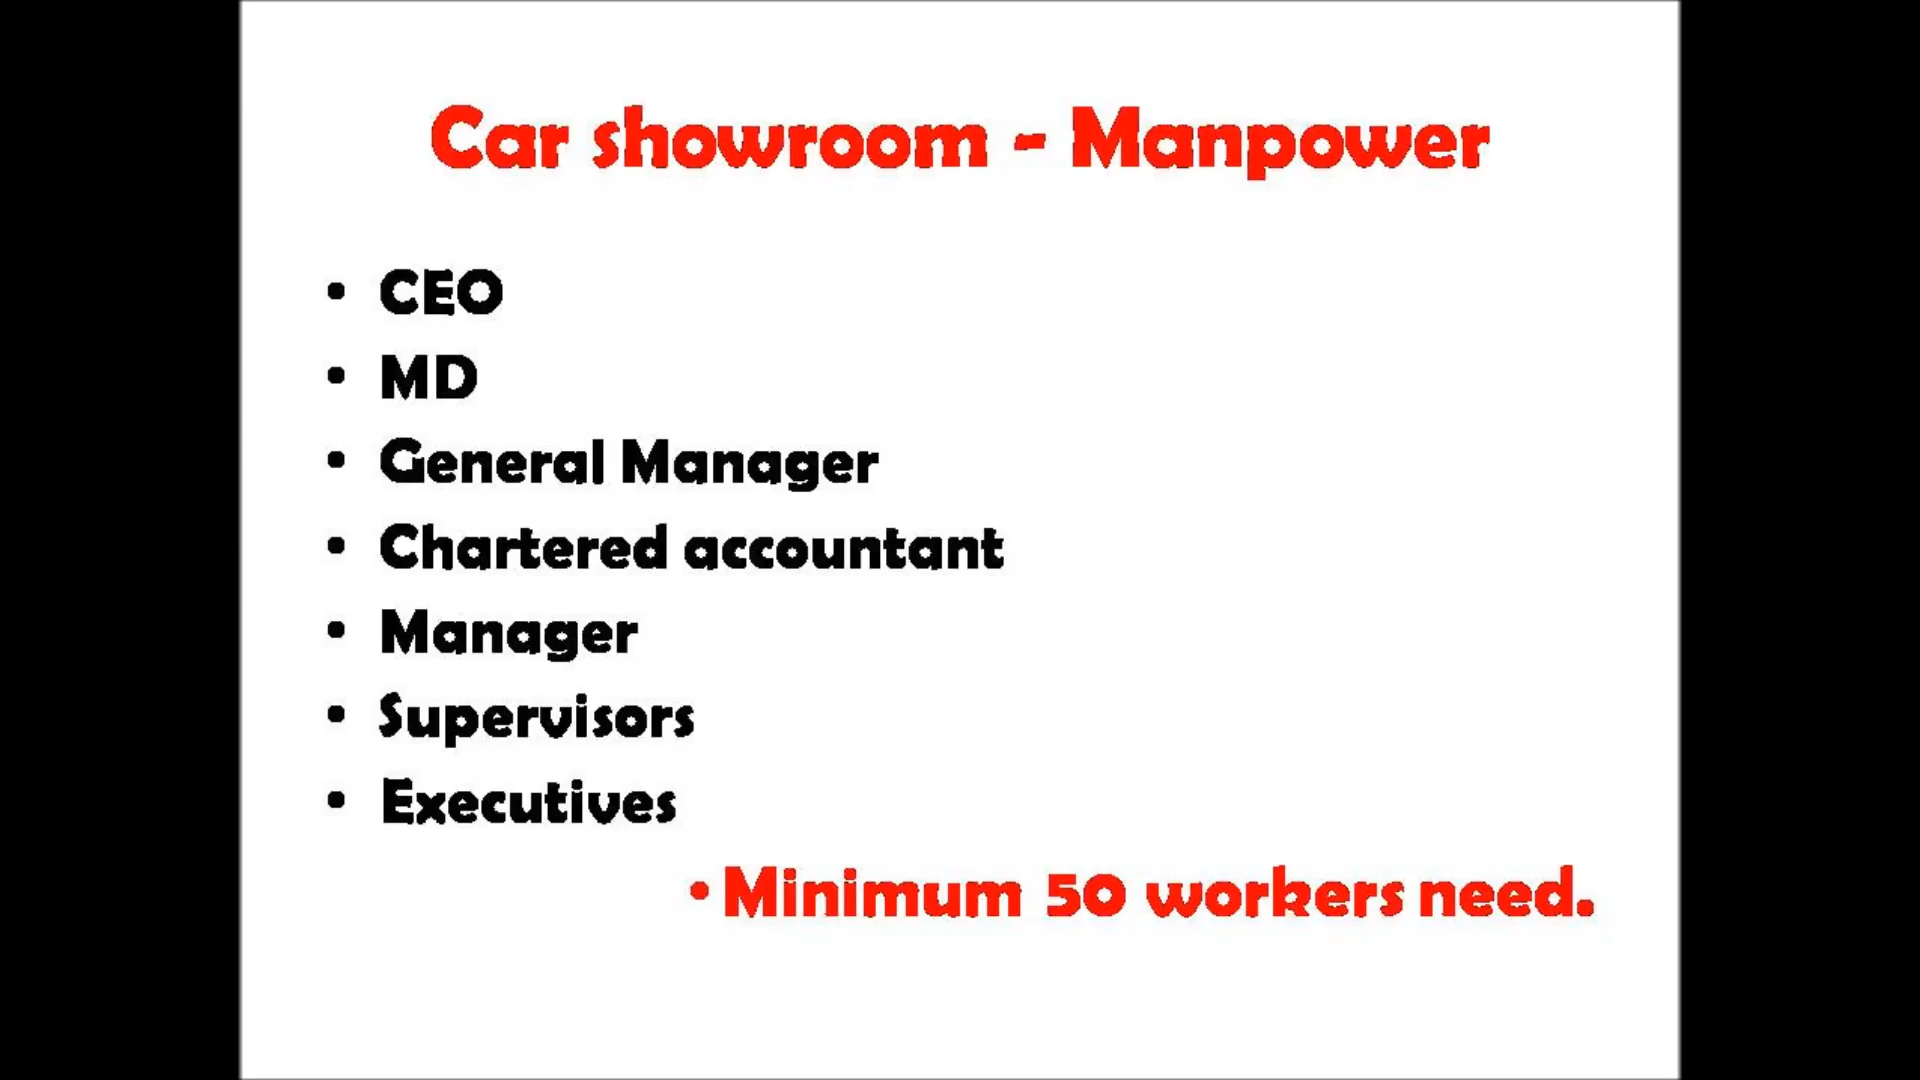 Car showroom - Manpower
• CEO
• MD
• General Manager
• Chartered accountant
• Manager
• Supervisors
• Executives
• Minimum 50 workers need.